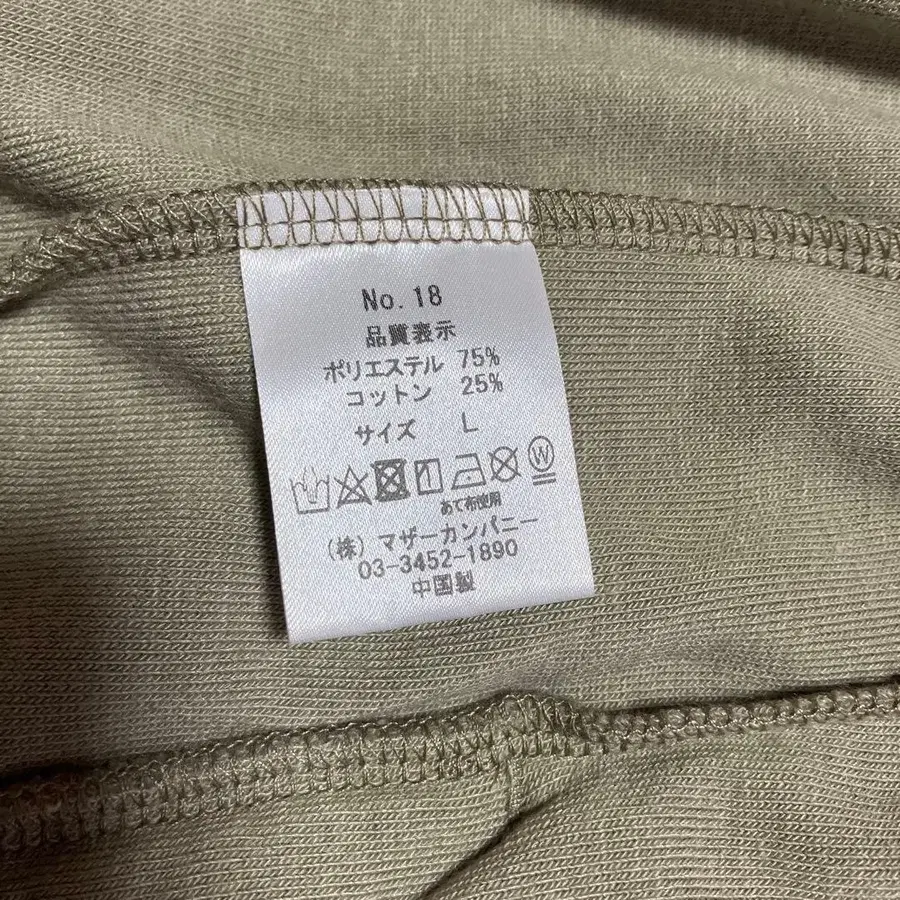 No. 18
品質表示
ポリエステル 75%
コットン 25%
サイズ L
W
あて布使用
(株) マザーカンパニー
03-3452-1890
中国製